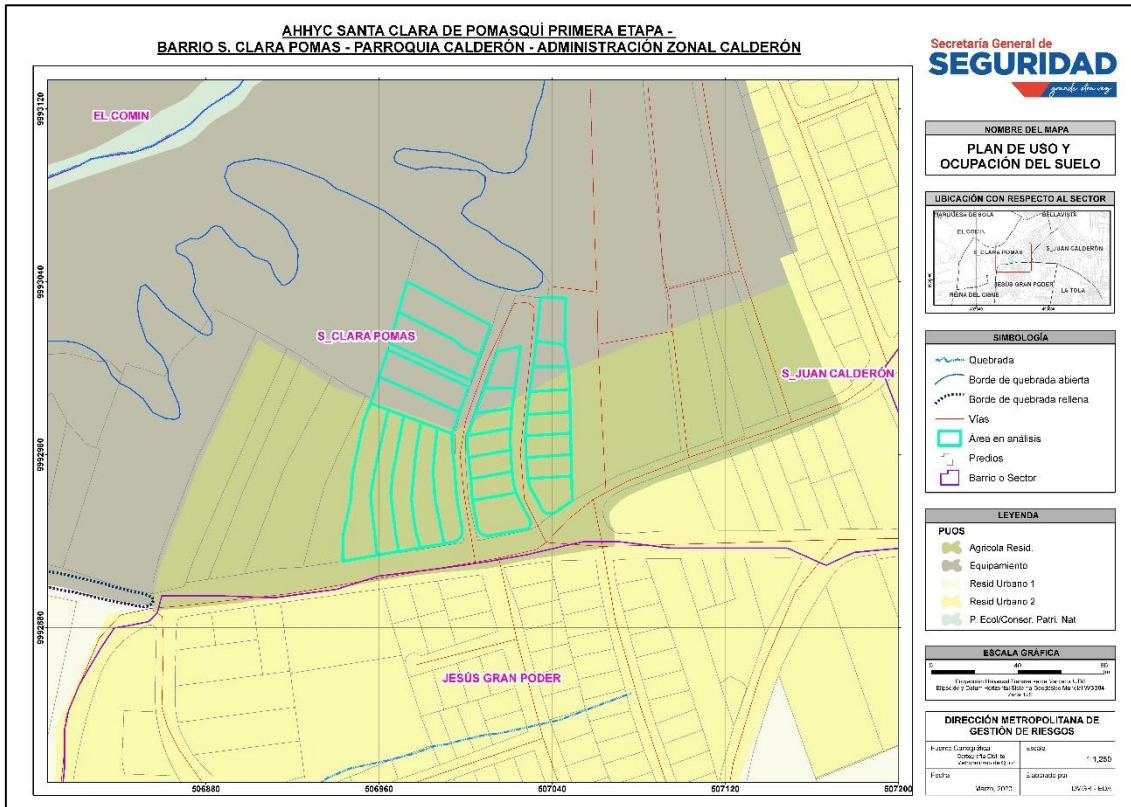 AHHYC SANTA CLARA DE POMASQUÍ PRIMERA ETAPA -
BARRIO S. CLARA POMAS - PARROQUIA CALDERÓN - ADMINISTRACIÓN ZONAL CALDERÓN
Secretaría General de
SEGURIDAD
grande otra vez
NOMBRE DEL MAPA
PLAN DE USO Y
OCUPACIÓN DEL SUELO
UBICACIÓN CON RESPECTO AL SECTOR
BELLAVISTA
EL COMIN
S_CLARA POMAS
S_JUAN CALDERÓN
JESÚS GRAN PODER
REINA DEL CISNE
LA TOLA
SIMBOLOGÍA
Quebrada
Borde de quebrada abierta
Borde de quebrada rellena
Vías
Área en análisis
Predios
Barrio o Sector
LEYENDA
PUOS
Agrícola Resid.
Equipamiento
Resid Urbano 1
Resid Urbano 2
P. Ecol/Conser. Patri. Nat
ESCALA GRÁFICA
0 40 80
m
DIRECCIÓN METROPOLITANA DE
GESTIÓN DE RIESGOS
Fuente Cartográfica:
escala
1:1,250
Fecha
Marzo, 2020
Elaborado por
EL COMIN
S_CLARA POMAS
S_JUAN CALDERÓN
JESÚS GRAN PODER
9993120
9993040
9992960
9992880
506880
506960
507040
507120
507200